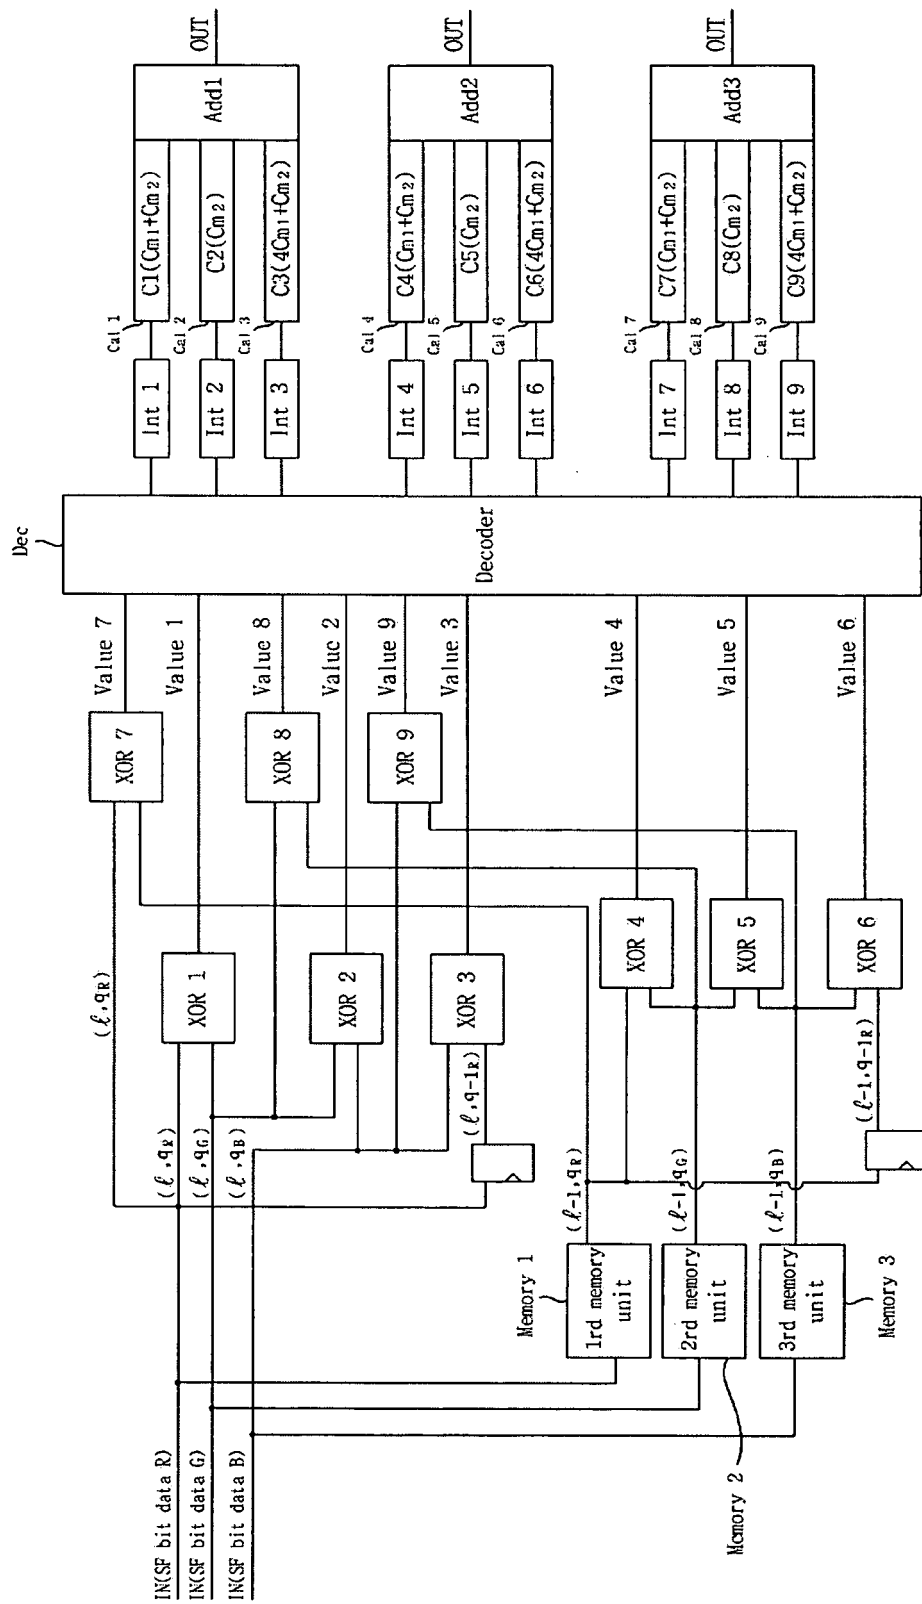 IN(SF bit data R)
IN(SF bit data G)
IN(SF bit data B)
(ℓ,qR)
(ℓ,qR)
(ℓ,qG)
(ℓ,qB)
(ℓ,q-1R)
Memory 1
1rd memory
unit
(ℓ-1,qR)
Memory 2
2rd memory
unit
(ℓ-1,qG)
Memory 3
3rd memory
unit
(ℓ-1,qB)
(ℓ-1,q-1R)
XOR 7
XOR 1
XOR 8
XOR 2
XOR 9
XOR 3
XOR 4
XOR 5
XOR 6
Value 7
Value 1
Value 8
Value 2
Value 9
Value 3
Value 4
Value 5
Value 6
Dec
Decoder
Int 1
Int 2
Int 3
Int 4
Int 5
Int 6
Int 7
Int 8
Int 9
Cal 1
Cal 2
Cal 3
Cal 4
Cal 5
Cal 6
Cal 7
Cal 8
Cal 9
C1(Cm1+Cm2)
C2(Cm2)
C3(4Cm1+Cm2)
C4(Cm1+Cm2)
C5(Cm2)
C6(4Cm1+Cm2)
C7(Cm1+Cm2)
C8(Cm2)
C9(4Cm1+Cm2)
Add1
Add2
Add3
OUT
OUT
OUT